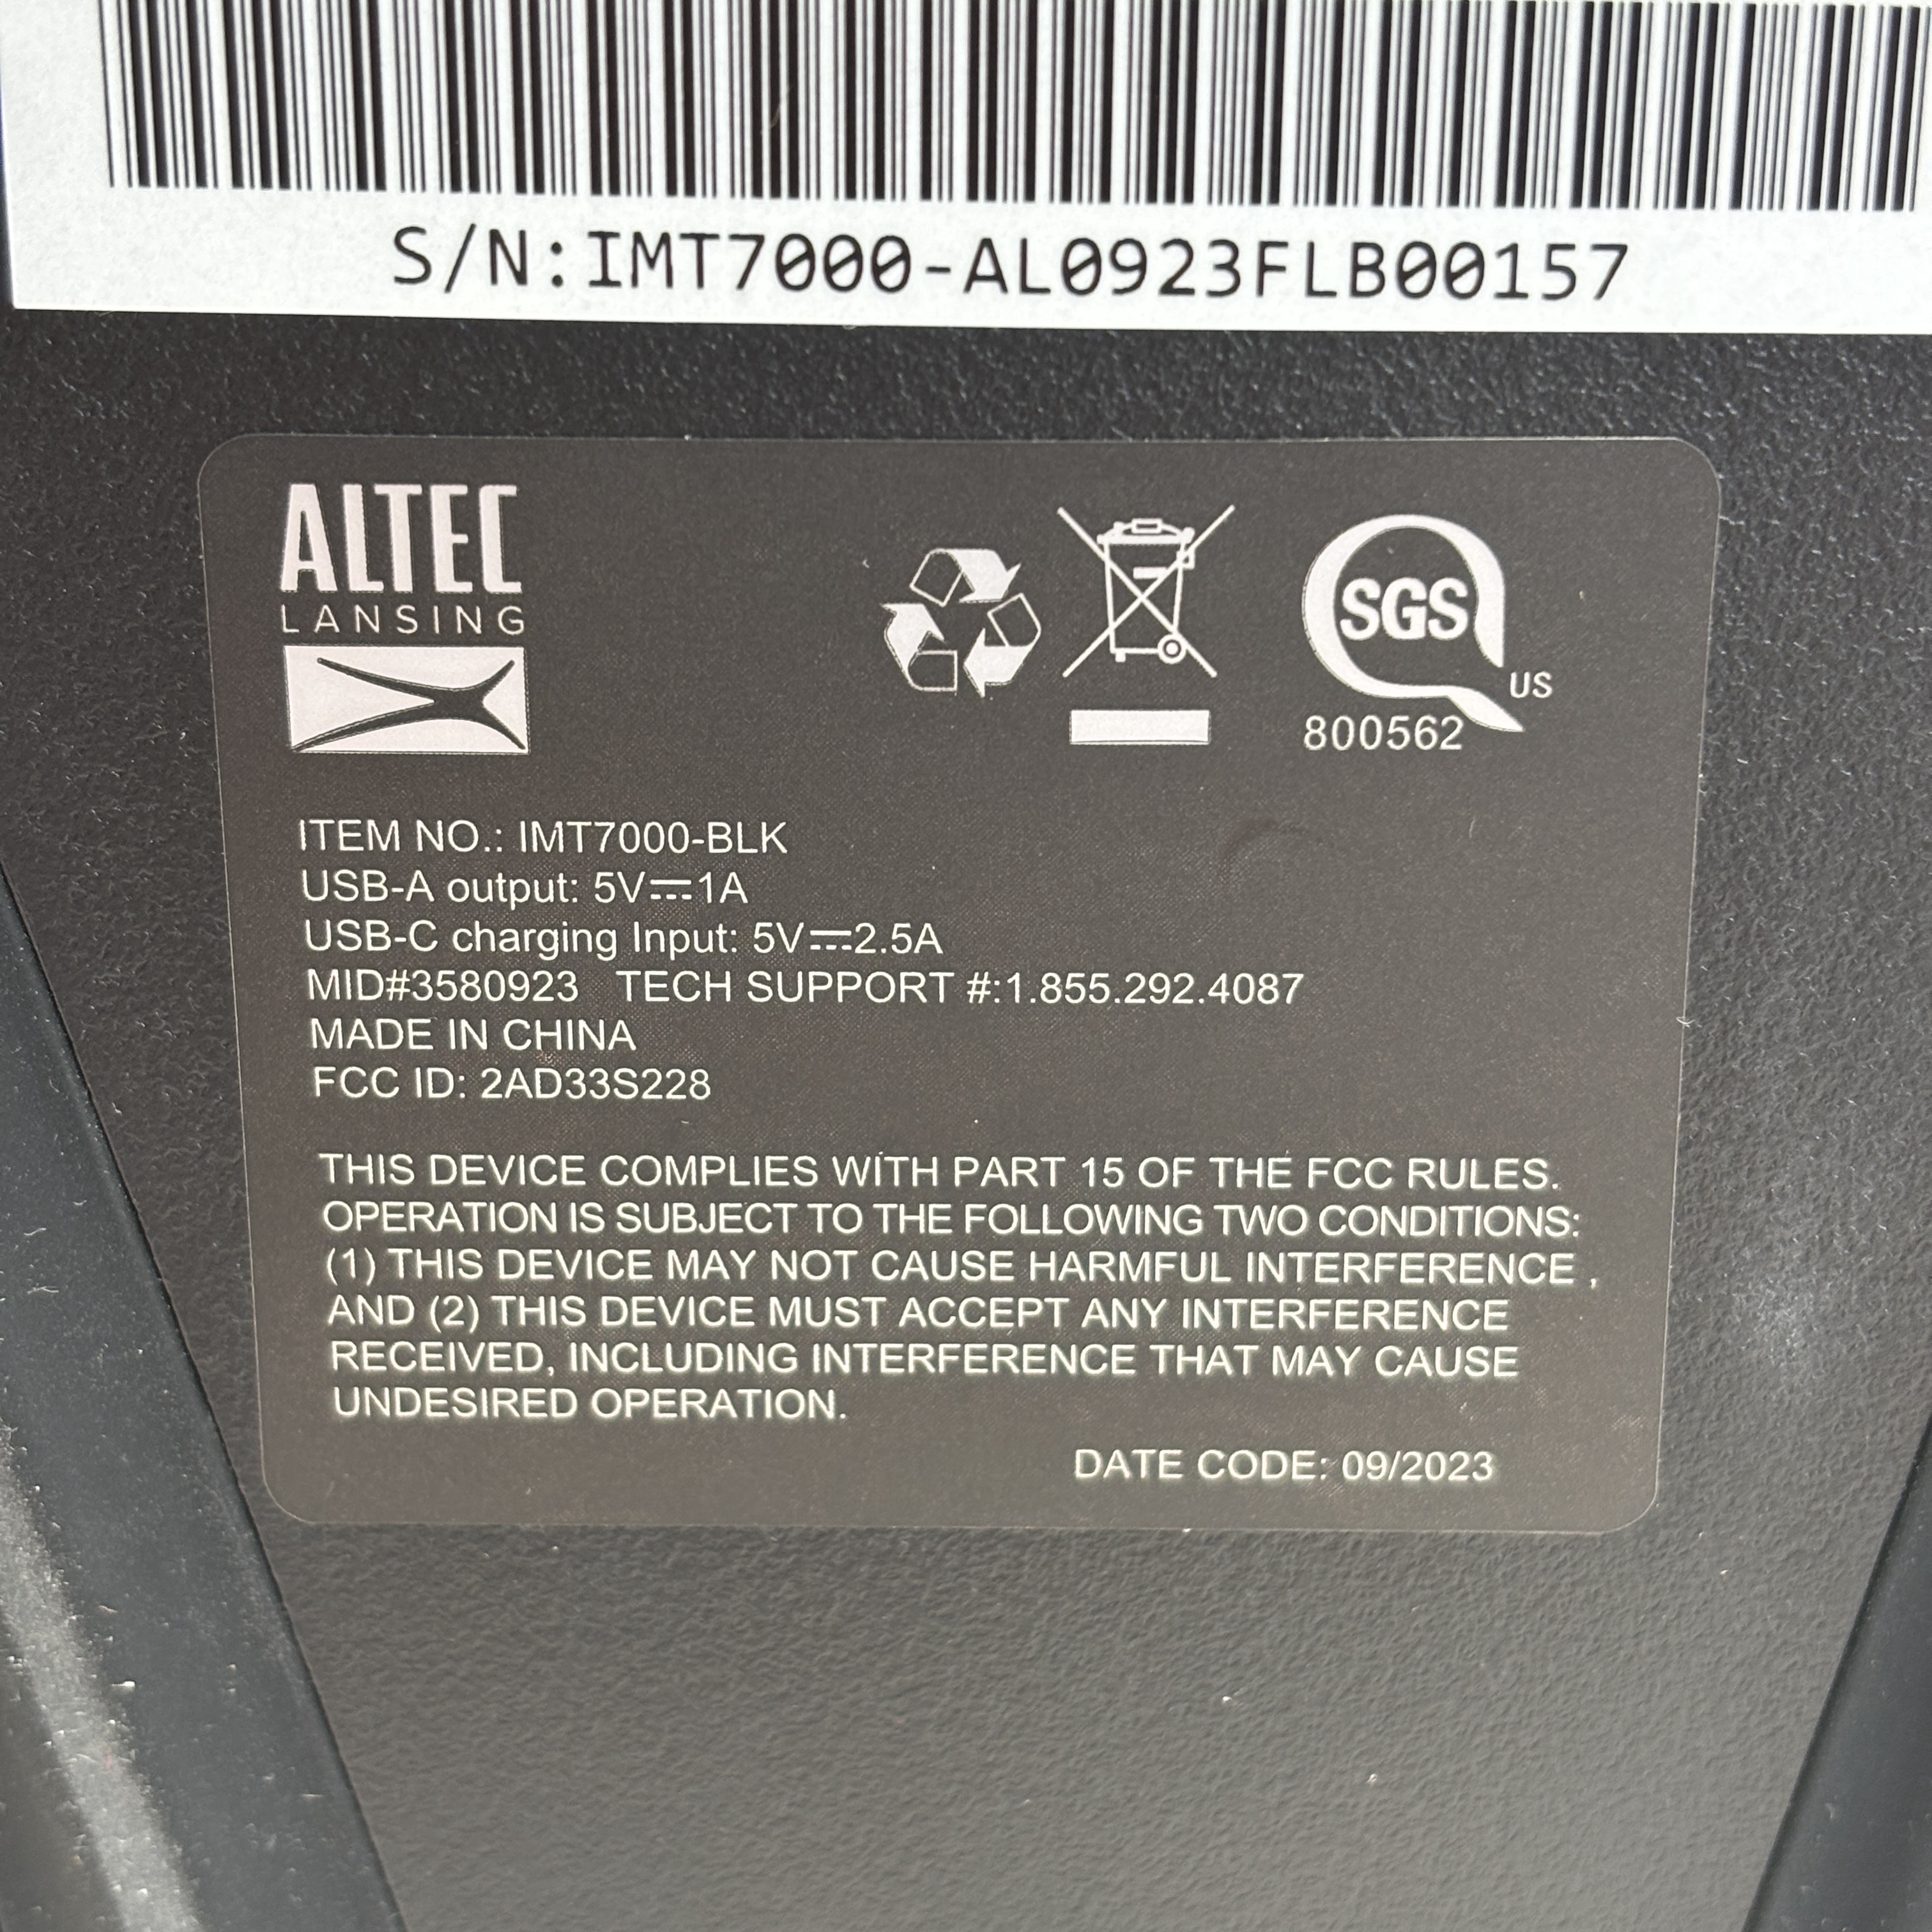 S/N:IMT7000-AL0923FLB00157
ALTEC
LANSING
SGS
US
800562
ITEM NO.: IMT7000-BLK
USB-A output: 5V⎓1A
USB-C charging Input: 5V⎓2.5A
MID#3580923 TECH SUPPORT #:1.855.292.4087
MADE IN CHINA
FCC ID: 2AD33S228
THIS DEVICE COMPLIES WITH PART 15 OF THE FCC RULES.
OPERATION IS SUBJECT TO THE FOLLOWING TWO CONDITIONS:
(1) THIS DEVICE MAY NOT CAUSE HARMFUL INTERFERENCE ,
AND (2) THIS DEVICE MUST ACCEPT ANY INTERFERENCE
RECEIVED, INCLUDING INTERFERENCE THAT MAY CAUSE
UNDESIRED OPERATION.
DATE CODE: 09/2023